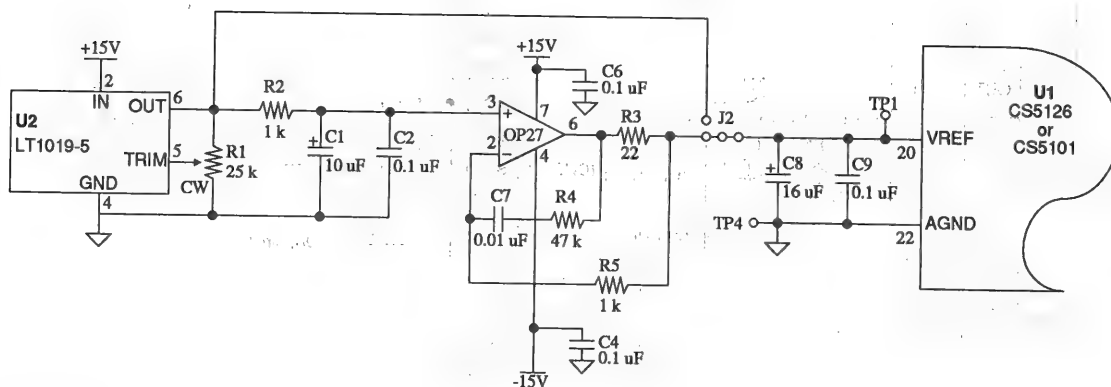 +15V
2
IN
OUT
6
U2
LT1019-5
TRIM
5
GND
4
R1
25 k
CW
R2
1 k
C1
+
10 uF
C2
0.1 uF
+15V
C6
0.1 uF
3
+
7
OP27
6
2
−
4
R3
22
C7
0.01 uF
R4
47 k
R5
1 k
C4
0.1 uF
-15V
J2
TP1
C8
+
16 uF
C9
0.1 uF
TP4
U1
CS5126
or
CS5101
VREF
20
AGND
22